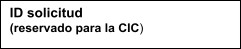 ID solicitud
(reservado para la CIC)